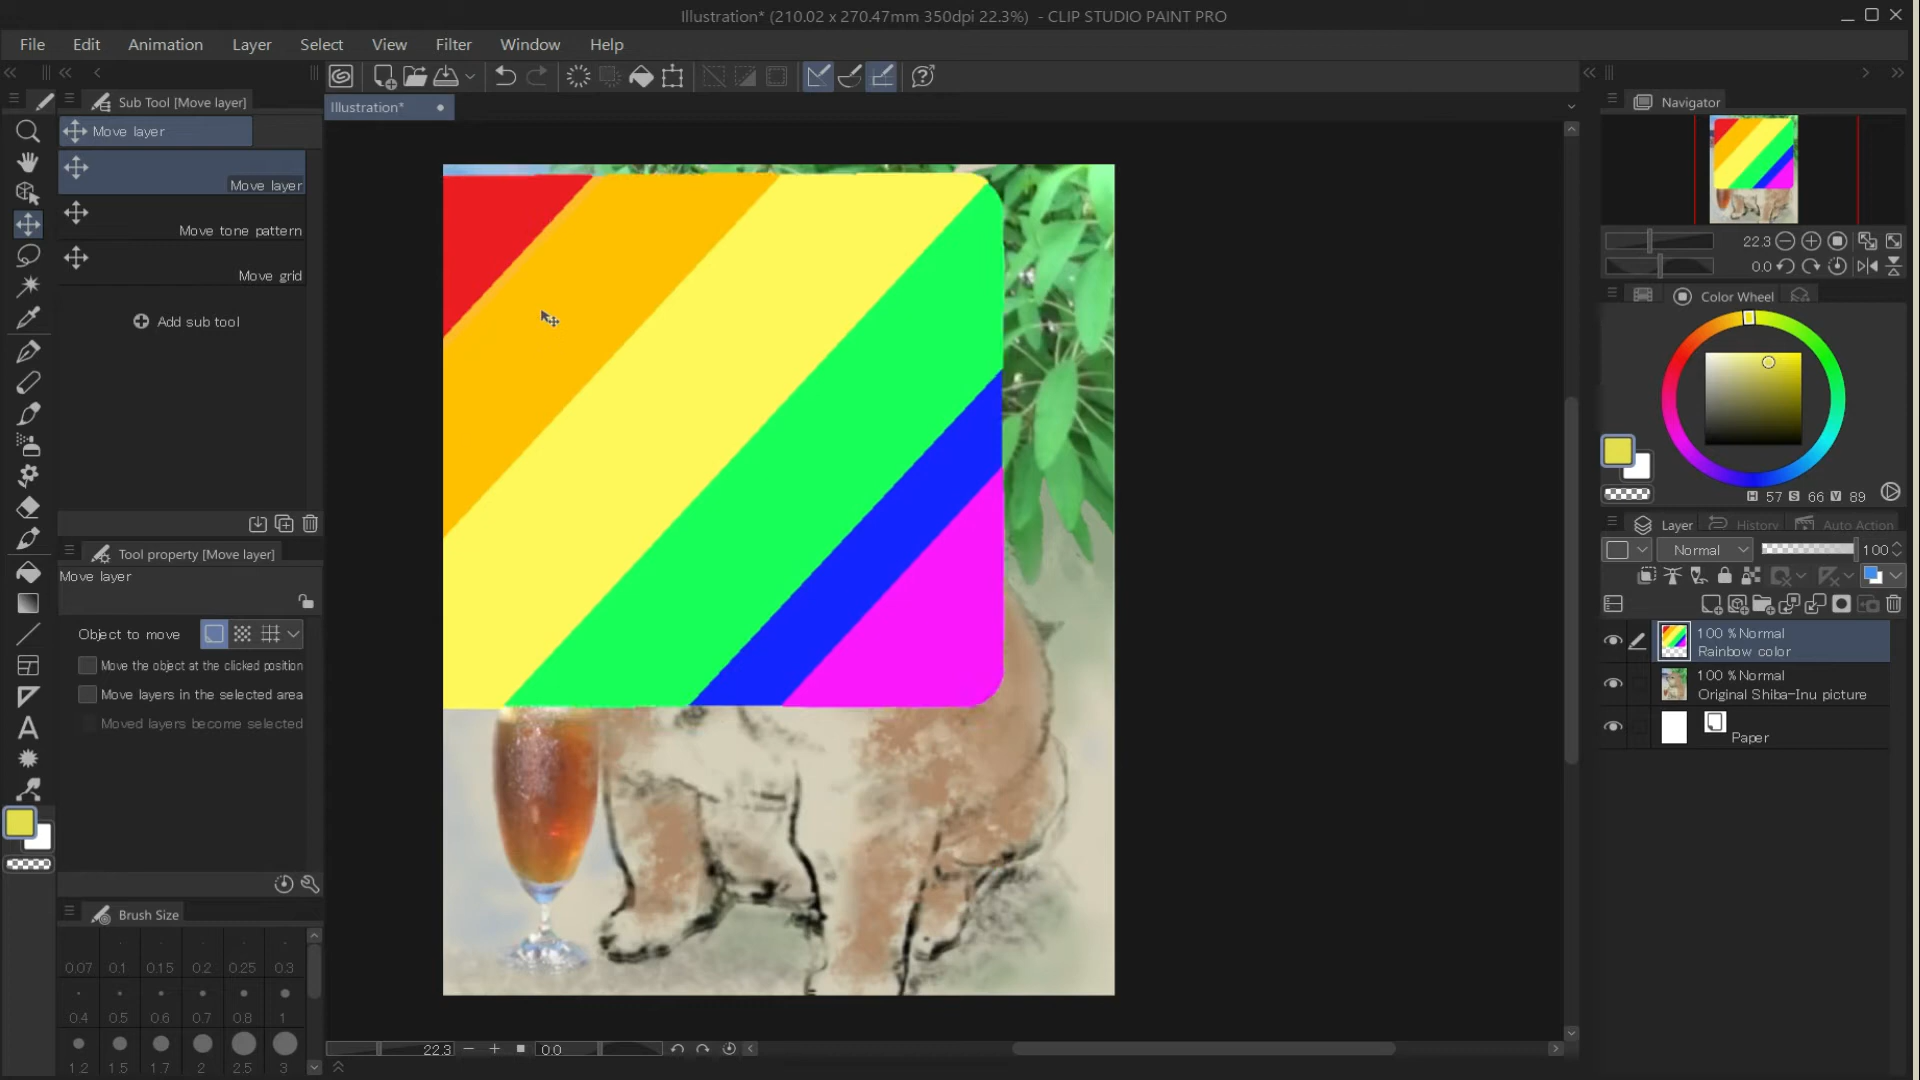 Illustration* (210.02 x 270.47mm 350dpi 22.3%) - CLIP STUDIO PAINT PRO
File Edit Animation Layer Select View Filter Window Help
Sub Tool [Move layer]
Move layer
Move layer
Move tone pattern
Move grid
Add sub tool
Tool property [Move layer]
Move layer
Object to move
Move the object at the clicked position
Move layers in the selected area
Moved layers become selected
Brush Size
0.07 0.1 0.15 0.2 0.25 0.3
0.4 0.5 0.6 0.7 0.8 1
1.2 1.5 1.7 2 2.5 3
Illustration*
22.3 0.0
Navigator
22.3
0.0
Color Wheel
H 57 S 66 V 89
Layer History Auto Action
Normal 100
100 % Normal
Rainbow color
100 % Normal
Original Shiba-Inu picture
Paper